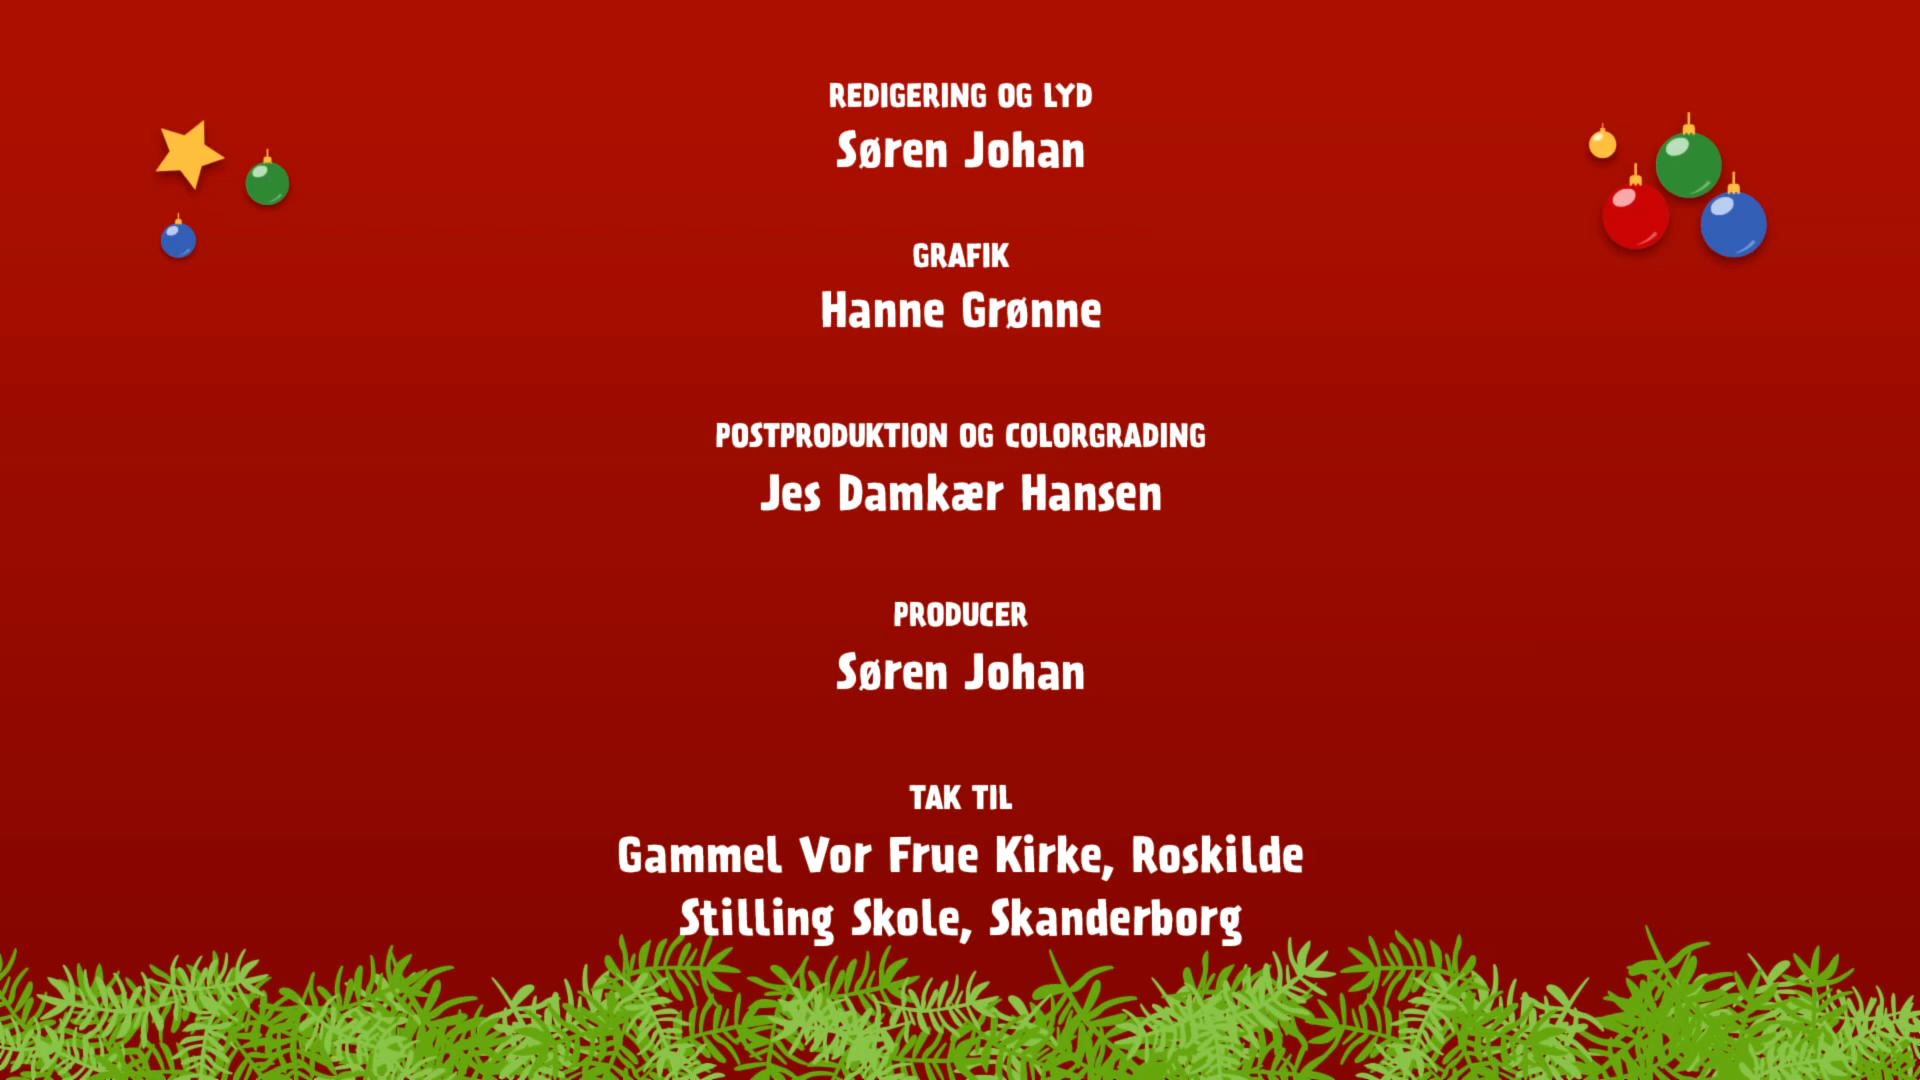 REDIGERING OG LYD
Søren Johan
GRAFIK
Hanne Grønne
POSTPRODUKTION OG COLORGRADING
Jes Damkær Hansen
PRODUCER
Søren Johan
TAK TIL
Gammel Vor Frue Kirke, Roskilde
Stilling Skole, Skanderborg